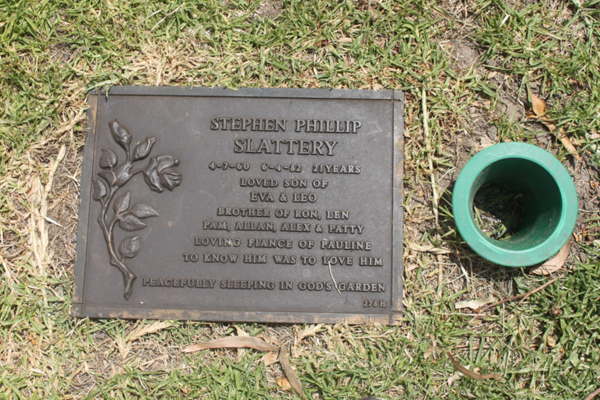 STEPHEN PHILLIP
SLATTERY
4-7-60 6-4-82 21 YEARS
LOVED SON OF
EVA & LEO
BROTHER OF RON, LEN
PAM, ALLAN, ALEX & PATTY
LOVING FIANCE OF PAULINE
TO KNOW HIM WAS TO LOVE HIM
PEACEFULLY SLEEPING IN GOD'S GARDEN